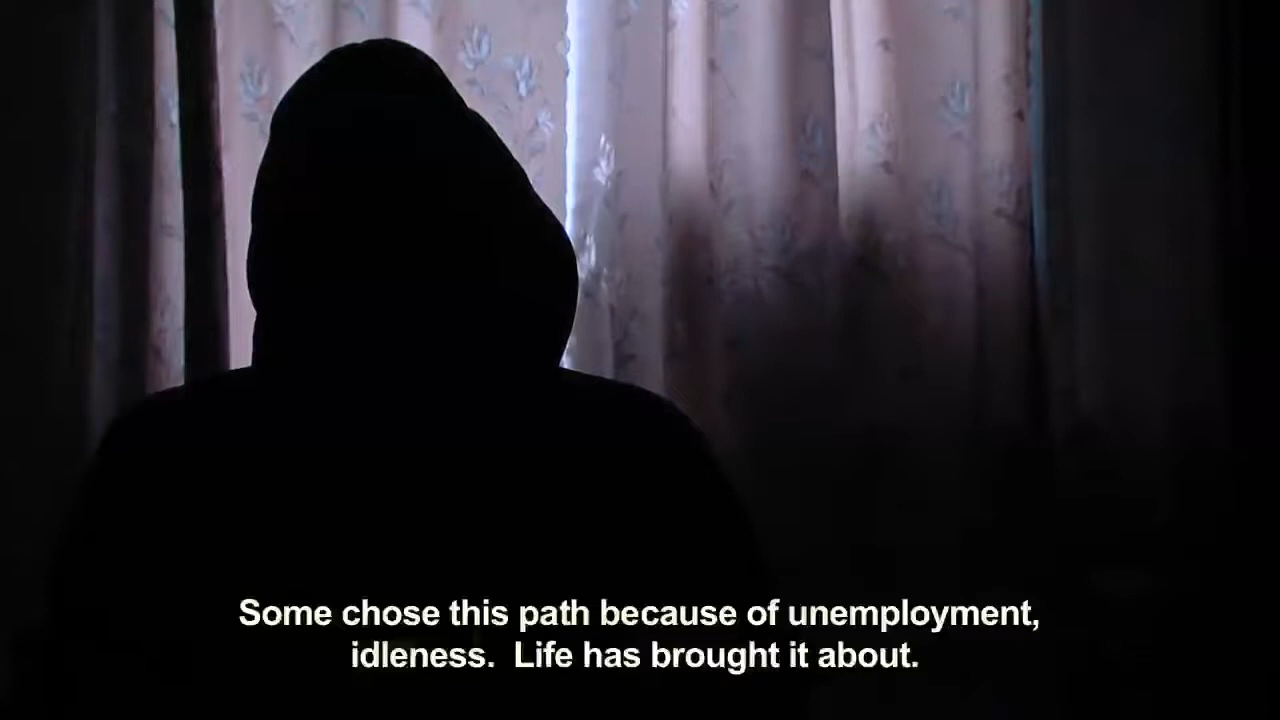 Some chose this path because of unemployment,
idleness.  Life has brought it about.